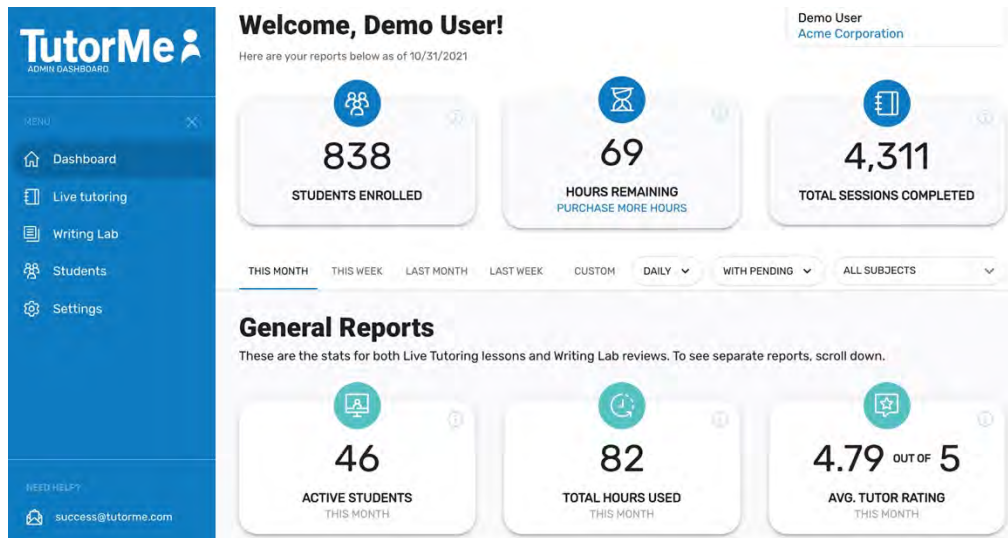 TutorMe
ADMIN DASHBOARD
MENU
Dashboard
Live tutoring
Writing Lab
Students
Settings
NEED HELP?
success@tutorme.com
Welcome, Demo User!
Here are your reports below as of 10/31/2021
Demo User
Acme Corporation
838
STUDENTS ENROLLED
69
HOURS REMAINING
PURCHASE MORE HOURS
4,311
TOTAL SESSIONS COMPLETED
THIS MONTH THIS WEEK LAST MONTH LAST WEEK CUSTOM DAILY WITH PENDING ALL SUBJECTS
General Reports
These are the stats for both Live Tutoring lessons and Writing Lab reviews. To see separate reports, scroll down.
46
ACTIVE STUDENTS
THIS MONTH
82
TOTAL HOURS USED
THIS MONTH
4.79 OUT OF 5
AVG. TUTOR RATING
THIS MONTH